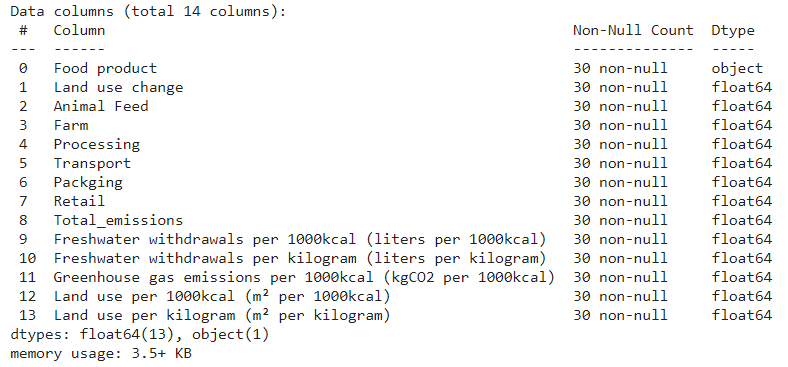 Data columns (total 14 columns):
 #   Column                                                        Non-Null Count  Dtype
---  ------                                                        --------------  -----
 0   Food product                                                  30 non-null     object
 1   Land use change                                               30 non-null     float64
 2   Animal Feed                                                   30 non-null     float64
 3   Farm                                                          30 non-null     float64
 4   Processing                                                    30 non-null     float64
 5   Transport                                                     30 non-null     float64
 6   Packging                                                      30 non-null     float64
 7   Retail                                                        30 non-null     float64
 8   Total_emissions                                               30 non-null     float64
 9   Freshwater withdrawals per 1000kcal (liters per 1000kcal)     30 non-null     float64
 10  Freshwater withdrawals per kilogram (liters per kilogram)     30 non-null     float64
 11  Greenhouse gas emissions per 1000kcal (kgCO2 per 1000kcal)    30 non-null     float64
 12  Land use per 1000kcal (m² per 1000kcal)                       30 non-null     float64
 13  Land use per kilogram (m² per kilogram)                       30 non-null     float64
dtypes: float64(13), object(1)
memory usage: 3.5+ KB